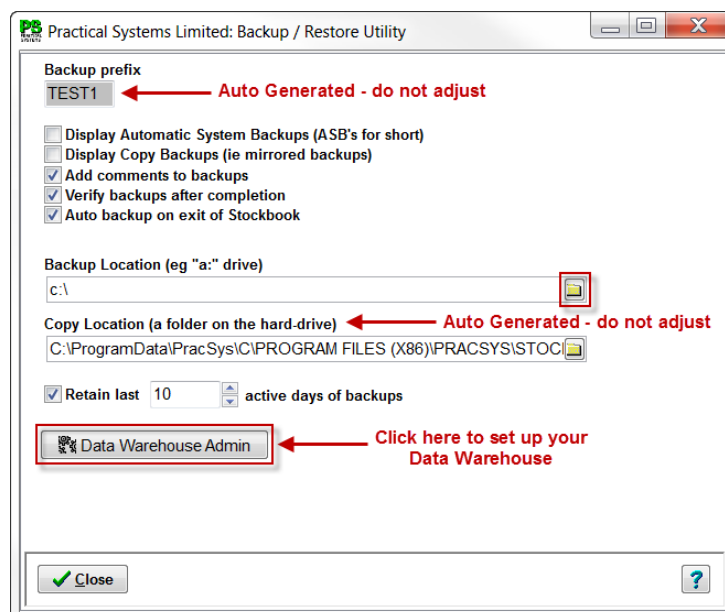 PS
PRACTICAL
SYSTEMS
Practical Systems Limited: Backup / Restore Utility
X
Backup prefix
TEST1
Auto Generated - do not adjust
Display Automatic System Backups (ASB's for short)
Display Copy Backups (ie mirrored backups)
Add comments to backups
Verify backups after completion
Auto backup on exit of Stockbook
Backup Location (eg "a:" drive)
c:\
Copy Location (a folder on the hard-drive)
Auto Generated - do not adjust
C:\ProgramData\PracSys\C\PROGRAM FILES (X86)\PRACSYS\STOC
Retain last 10 active days of backups
Data Warehouse Admin
Click here to set up your
Data Warehouse
Close
?